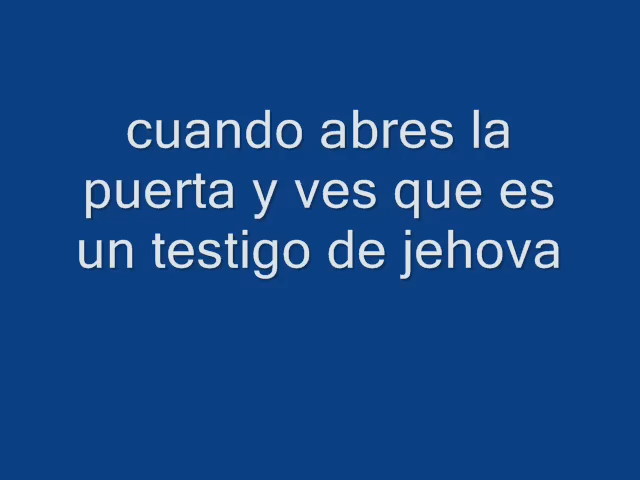 cuando abres la
puerta y ves que es
un testigo de jehova